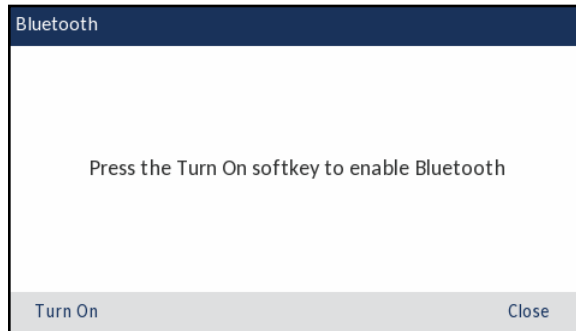 Bluetooth
Press the Turn On softkey to enable Bluetooth
Turn On Close